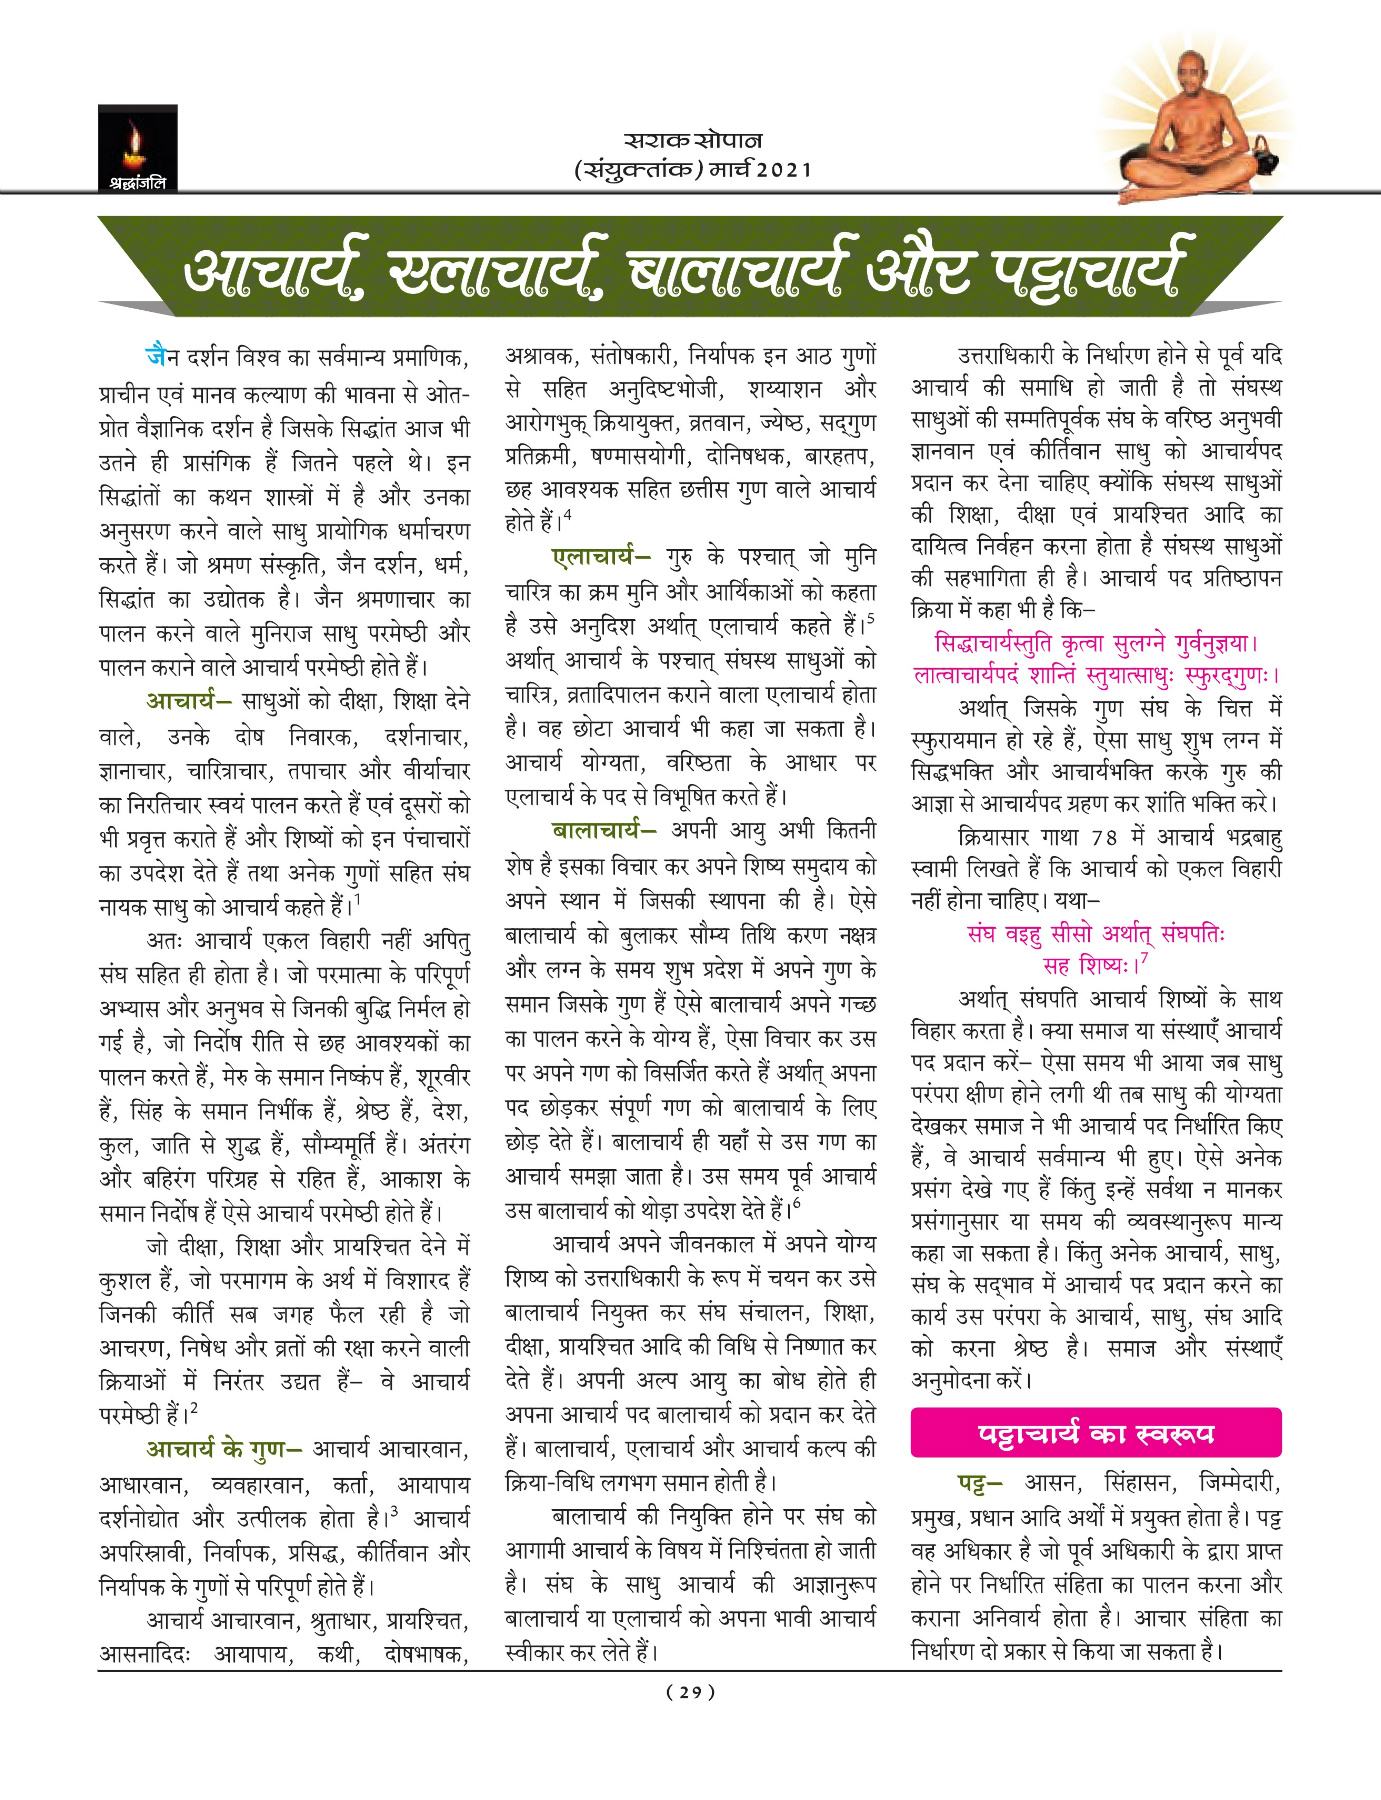 श्रद्धांजलि
सराक सोपान
(संयुक्तांक) मार्च 2021
आचार्य, एलाचार्य, बालाचार्य और पट्टाचार्य
जैन दर्शन विश्व का सर्वमान्य प्रमाणिक,
प्राचीन एवं मानव कल्याण की भावना से ओत-
प्रोत वैज्ञानिक दर्शन है जिसके सिद्धांत आज भी
उतने ही प्रासंगिक हैं जितने पहले थे। इन
सिद्धांतों का कथन शास्त्रों में है और उनका
अनुसरण करने वाले साधु प्रायोगिक धर्माचरण
करते हैं। जो श्रमण संस्कृति, जैन दर्शन, धर्म,
सिद्धांत का उद्योतक है। जैन श्रमणाचार का
पालन करने वाले मुनिराज साधु परमेष्ठी और
पालन कराने वाले आचार्य परमेष्ठी होते हैं।
आचार्य– साधुओं को दीक्षा, शिक्षा देने
वाले, उनके दोष निवारक, दर्शनाचार,
ज्ञानाचार, चारित्राचार, तपाचार और वीर्याचार
का निरतिचार स्वयं पालन करते हैं एवं दूसरों को
भी प्रवृत्त कराते हैं और शिष्यों को इन पंचाचारों
का उपदेश देते हैं तथा अनेक गुणों सहित संघ
नायक साधु को आचार्य कहते हैं।1
अतः आचार्य एकल विहारी नहीं अपितु
संघ सहित ही होता है। जो परमात्मा के परिपूर्ण
अभ्यास और अनुभव से जिनकी बुद्धि निर्मल हो
गई है, जो निर्दोष रीति से छह आवश्यकों का
पालन करते हैं, मेरु के समान निष्कंप हैं, शूरवीर
हैं, सिंह के समान निर्भीक हैं, श्रेष्ठ हैं, देश,
कुल, जाति से शुद्ध हैं, सौम्यमूर्ति हैं। अंतरंग
और बहिरंग परिग्रह से रहित हैं, आकाश के
समान निर्दोष हैं ऐसे आचार्य परमेष्ठी होते हैं।
जो दीक्षा, शिक्षा और प्रायश्चित देने में
कुशल हैं, जो परमागम के अर्थ में विशारद हैं
जिनकी कीर्ति सब जगह फैल रही है जो
आचरण, निषेध और व्रतों की रक्षा करने वाली
क्रियाओं में निरंतर उद्यत हैं– वे आचार्य
परमेष्ठी हैं।2
आचार्य के गुण– आचार्य आचारवान,
आधारवान, व्यवहारवान, कर्ता, आयापाय
दर्शनोद्योत और उत्पीलक होता है।3 आचार्य
अपरिस्रावी, निर्वापक, प्रसिद्ध, कीर्तिवान और
निर्यापक के गुणों से परिपूर्ण होते हैं।
आचार्य आचारवान, श्रुताधार, प्रायश्चित,
आसनादिदः आयापाय, कथी, दोषभाषक,
अश्रावक, संतोषकारी, निर्यापक इन आठ गुणों
से सहित अनुदिष्टभोजी, शय्याशन और
आरोगभुक् क्रियायुक्त, व्रतवान, ज्येष्ठ, सद्‌गुण
प्रतिक्रमी, षण्मासयोगी, दोनिषधक, बारहतप,
छह आवश्यक सहित छत्तीस गुण वाले आचार्य
होते हैं।4
एलाचार्य– गुरु के पश्चात् जो मुनि
चारित्र का क्रम मुनि और आर्यिकाओं को कहता
है उसे अनुदिश अर्थात् एलाचार्य कहते हैं।5
अर्थात् आचार्य के पश्चात् संघस्थ साधुओं को
चारित्र, व्रतादिपालन कराने वाला एलाचार्य होता
है। वह छोटा आचार्य भी कहा जा सकता है।
आचार्य योग्यता, वरिष्ठता के आधार पर
एलाचार्य के पद से विभूषित करते हैं।
बालाचार्य– अपनी आयु अभी कितनी
शेष है इसका विचार कर अपने शिष्य समुदाय को
अपने स्थान में जिसकी स्थापना की है। ऐसे
बालाचार्य को बुलाकर सौम्य तिथि करण नक्षत्र
और लग्न के समय शुभ प्रदेश में अपने गुण के
समान जिसके गुण हैं ऐसे बालाचार्य अपने गच्छ
का पालन करने के योग्य हैं, ऐसा विचार कर उस
पर अपने गण को विसर्जित करते हैं अर्थात् अपना
पद छोड़कर संपूर्ण गण को बालाचार्य के लिए
छोड़ देते हैं। बालाचार्य ही यहाँ से उस गण का
आचार्य समझा जाता है। उस समय पूर्व आचार्य
उस बालाचार्य को थोड़ा उपदेश देते हैं।6
आचार्य अपने जीवनकाल में अपने योग्य
शिष्य को उत्तराधिकारी के रूप में चयन कर उसे
बालाचार्य नियुक्त कर संघ संचालन, शिक्षा,
दीक्षा, प्रायश्चित आदि की विधि से निष्णात कर
देते हैं। अपनी अल्प आयु का बोध होते ही
अपना आचार्य पद बालाचार्य को प्रदान कर देते
हैं। बालाचार्य, एलाचार्य और आचार्य कल्प की
क्रिया-विधि लगभग समान होती है।
बालाचार्य की नियुक्ति होने पर संघ को
आगामी आचार्य के विषय में निश्चिंतता हो जाती
है। संघ के साधु आचार्य की आज्ञानुरूप
बालाचार्य या एलाचार्य को अपना भावी आचार्य
स्वीकार कर लेते हैं।
उत्तराधिकारी के निर्धारण होने से पूर्व यदि
आचार्य की समाधि हो जाती है तो संघस्थ
साधुओं की सम्मतिपूर्वक संघ के वरिष्ठ अनुभवी
ज्ञानवान एवं कीर्तिवान साधु को आचार्यपद
प्रदान कर देना चाहिए क्योंकि संघस्थ साधुओं
की शिक्षा, दीक्षा एवं प्रायश्चित आदि का
दायित्व निर्वहन करना होता है संघस्थ साधुओं
की सहभागिता ही है। आचार्य पद प्रतिष्ठापन
क्रिया में कहा भी है कि–
सिद्धाचार्यस्तुति कृत्वा सुलग्ने गुर्वनुज्ञया।
लात्वाचार्यपदं शान्तिं स्तुयात्साधुः स्फुरद्‌गुणः।
अर्थात् जिसके गुण संघ के चित्त में
स्फुरायमान हो रहे हैं, ऐसा साधु शुभ लग्न में
सिद्धभक्ति और आचार्यभक्ति करके गुरु की
आज्ञा से आचार्यपद ग्रहण कर शांति भक्ति करे।
क्रियासार गाथा 78 में आचार्य भद्रबाहु
स्वामी लिखते हैं कि आचार्य को एकल विहारी
नहीं होना चाहिए। यथा–
संघ वइहु सीसो अर्थात् संघपतिः
सह शिष्यः।7
अर्थात् संघपति आचार्य शिष्यों के साथ
विहार करता है। क्या समाज या संस्थाएँ आचार्य
पद प्रदान करें– ऐसा समय भी आया जब साधु
परंपरा क्षीण होने लगी थी तब साधु की योग्यता
देखकर समाज ने भी आचार्य पद निर्धारित किए
हैं, वे आचार्य सर्वमान्य भी हुए। ऐसे अनेक
प्रसंग देखे गए हैं किंतु इन्हें सर्वथा न मानकर
प्रसंगानुसार या समय की व्यवस्थानुरूप मान्य
कहा जा सकता है। किंतु अनेक आचार्य, साधु,
संघ के सद्‌भाव में आचार्य पद प्रदान करने का
कार्य उस परंपरा के आचार्य, साधु, संघ आदि
को करना श्रेष्ठ है। समाज और संस्थाएँ
अनुमोदना करें।
पट्टाचार्य का स्वरूप
पट्ट– आसन, सिंहासन, जिम्मेदारी,
प्रमुख, प्रधान आदि अर्थों में प्रयुक्त होता है। पट्ट
वह अधिकार है जो पूर्व अधिकारी के द्वारा प्राप्त
होने पर निर्धारित संहिता का पालन करना और
कराना अनिवार्य होता है। आचार संहिता का
निर्धारण दो प्रकार से किया जा सकता है।
( 29 )